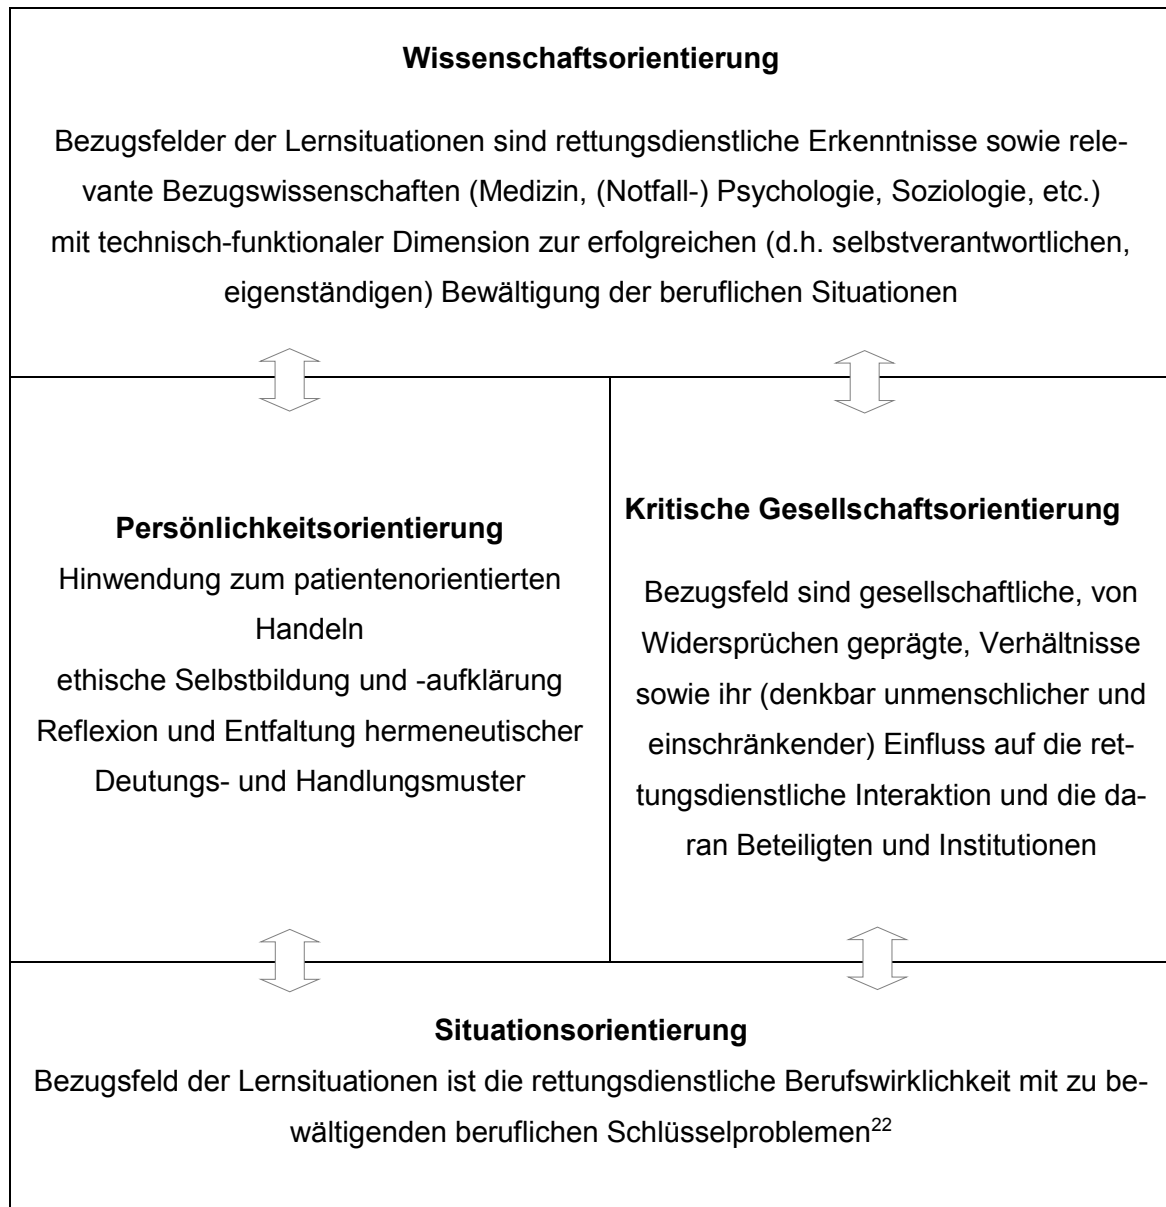 Wissenschaftsorientierung
Bezugsfelder der Lernsituationen sind rettungsdienstliche Erkenntnisse sowie rele-
vante Bezugswissenschaften (Medizin, (Notfall-) Psychologie, Soziologie, etc.)
mit technisch-funktionaler Dimension zur erfolgreichen (d.h. selbstverantwortlichen,
eigenständigen) Bewältigung der beruflichen Situationen
Persönlichkeitsorientierung
Hinwendung zum patientenorientierten
Handeln
ethische Selbstbildung und -aufklärung
Reflexion und Entfaltung hermeneutischer
Deutungs- und Handlungsmuster
Kritische Gesellschaftsorientierung
Bezugsfeld sind gesellschaftliche, von
Widersprüchen geprägte, Verhältnisse
sowie ihr (denkbar unmenschlicher und
einschränkender) Einfluss auf die ret-
tungsdienstliche Interaktion und die da-
ran Beteiligten und Institutionen
Situationsorientierung
Bezugsfeld der Lernsituationen ist die rettungsdienstliche Berufswirklichkeit mit zu be-
wältigenden beruflichen Schlüsselproblemen22